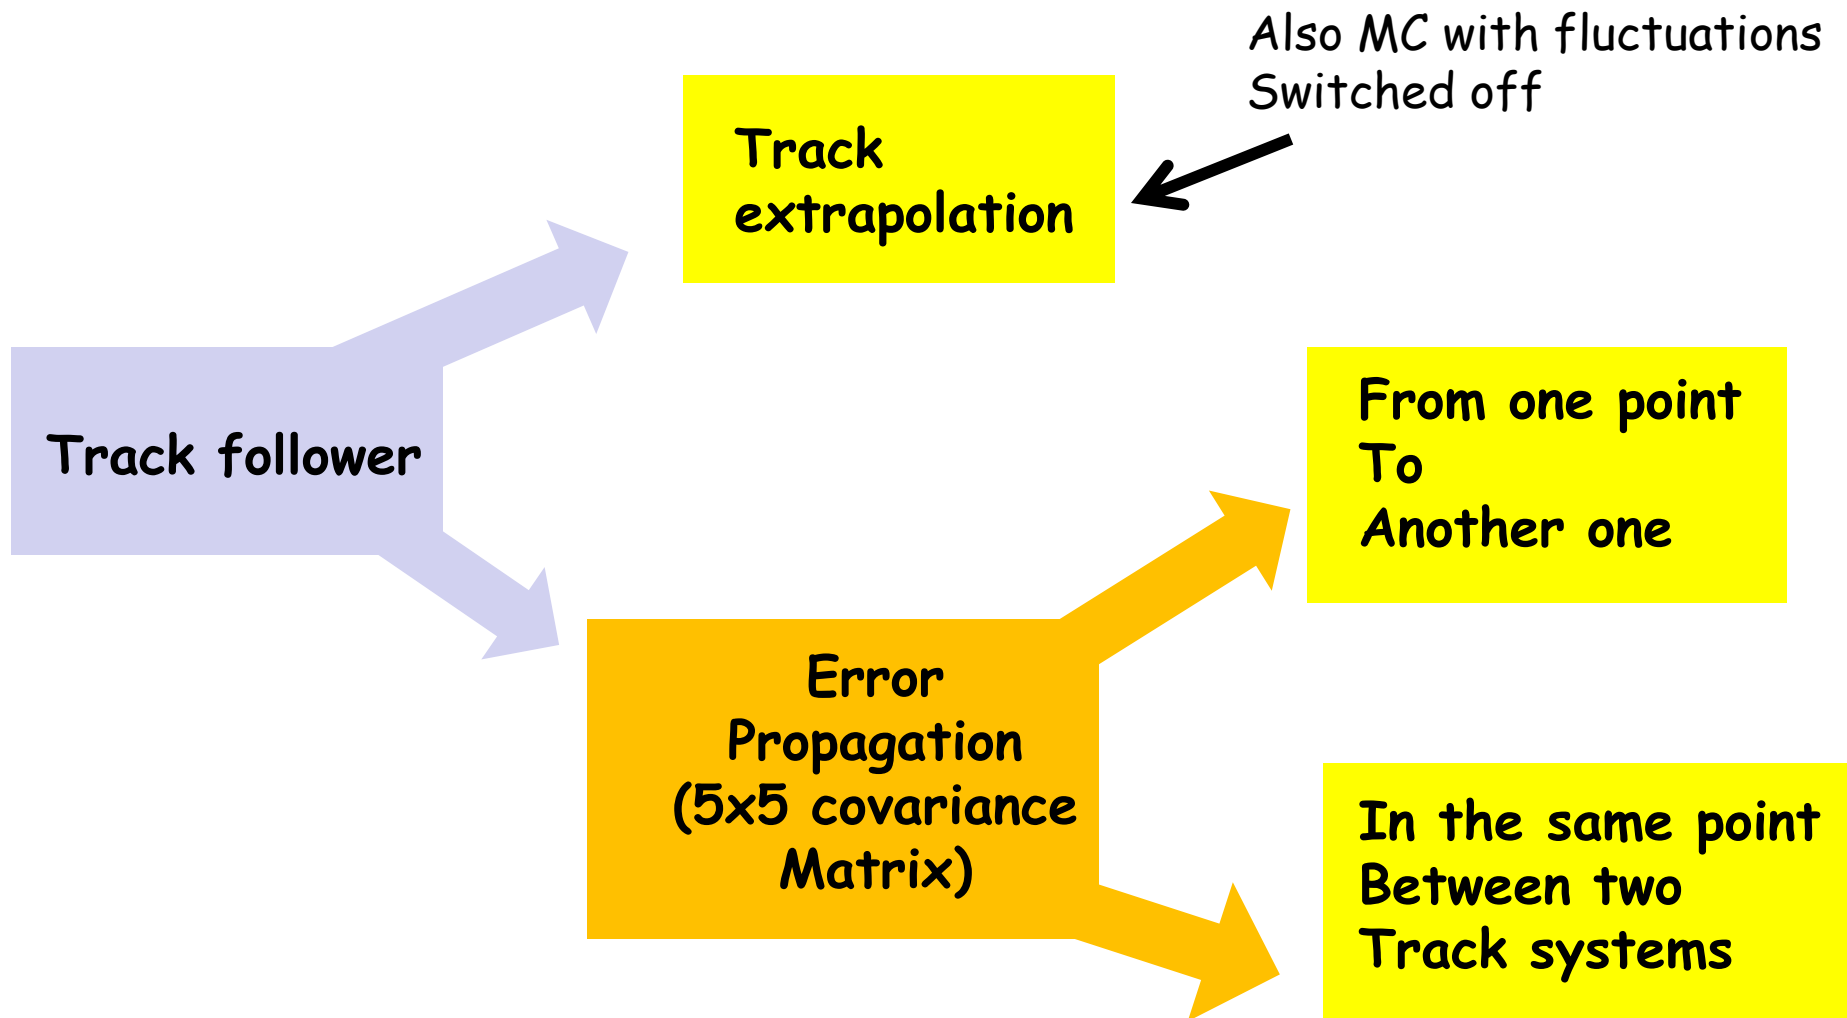 Also MC with fluctuations
Switched off
Track
extrapolation
Track follower
From one point
To
Another one
Error
Propagation
(5x5 covariance
Matrix)
In the same point
Between two
Track systems